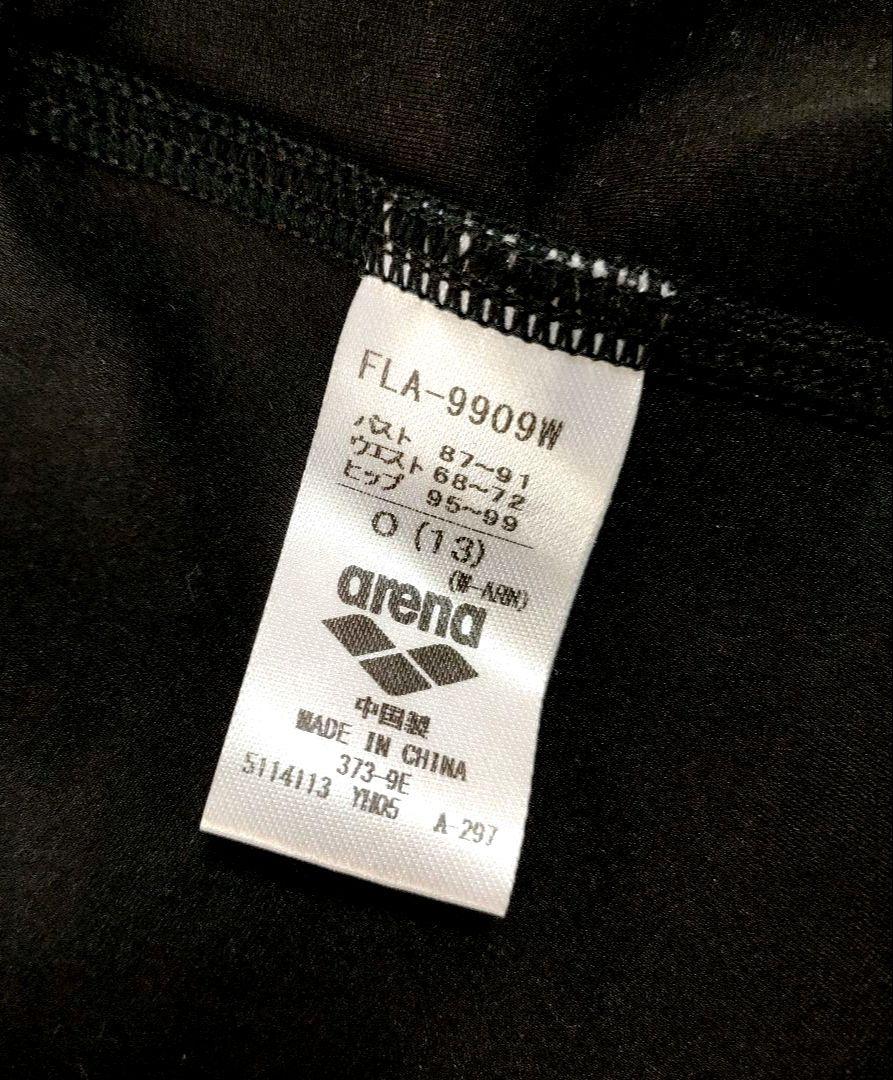 FLA-9909W
バスト 87~91
ウエスト 68~72
ヒップ 95~99
O (13)
(W-ARN)
arena
中国製
MADE IN CHINA
373-9E
5114113 YH05 A-297